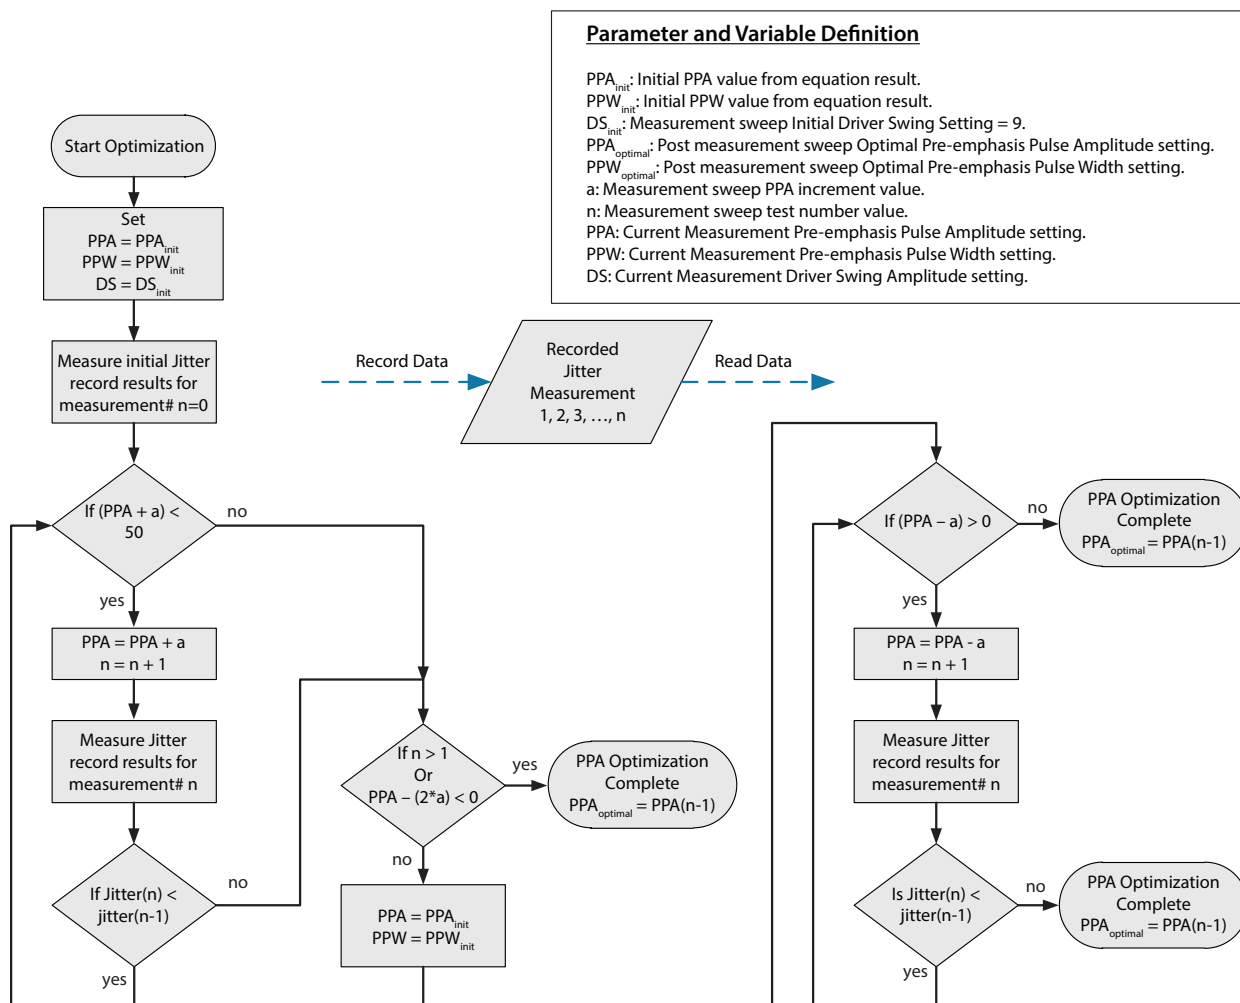 Parameter and Variable Definition
PPAinit: Initial PPA value from equation result.
PPWinit: Initial PPW value from equation result.
DSinit: Measurement sweep Initial Driver Swing Setting = 9.
PPAoptimal: Post measurement sweep Optimal Pre-emphasis Pulse Amplitude setting.
PPWoptimal: Post measurement sweep Optimal Pre-emphasis Pulse Width setting.
a: Measurement sweep PPA increment value.
n: Measurement sweep test number value.
PPA: Current Measurement Pre-emphasis Pulse Amplitude setting.
PPW: Current Measurement Pre-emphasis Pulse Width setting.
DS: Current Measurement Driver Swing Amplitude setting.
Start Optimization
Set
PPA = PPAinit
PPW = PPWinit
DS = DSinit
Measure initial Jitter
record results for
measurement# n=0
Record Data
Recorded
Jitter
Measurement
1, 2, 3, …, n
Read Data
If (PPA + a) <
50
no
yes
PPA = PPA + a
n = n + 1
Measure Jitter
record results for
measurement# n
If Jitter(n) <
jitter(n-1)
no
yes
If n > 1
Or
PPA – (2*a) < 0
yes
PPA Optimization
Complete
PPAoptimal = PPA(n-1)
no
PPA = PPAinit
PPW = PPWinit
If (PPA – a) > 0
no
PPA Optimization
Complete
PPAoptimal = PPA(n-1)
yes
PPA = PPA - a
n = n + 1
Measure Jitter
record results for
measurement# n
Is Jitter(n) <
jitter(n-1)
no
PPA Optimization
Complete
PPAoptimal = PPA(n-1)
yes